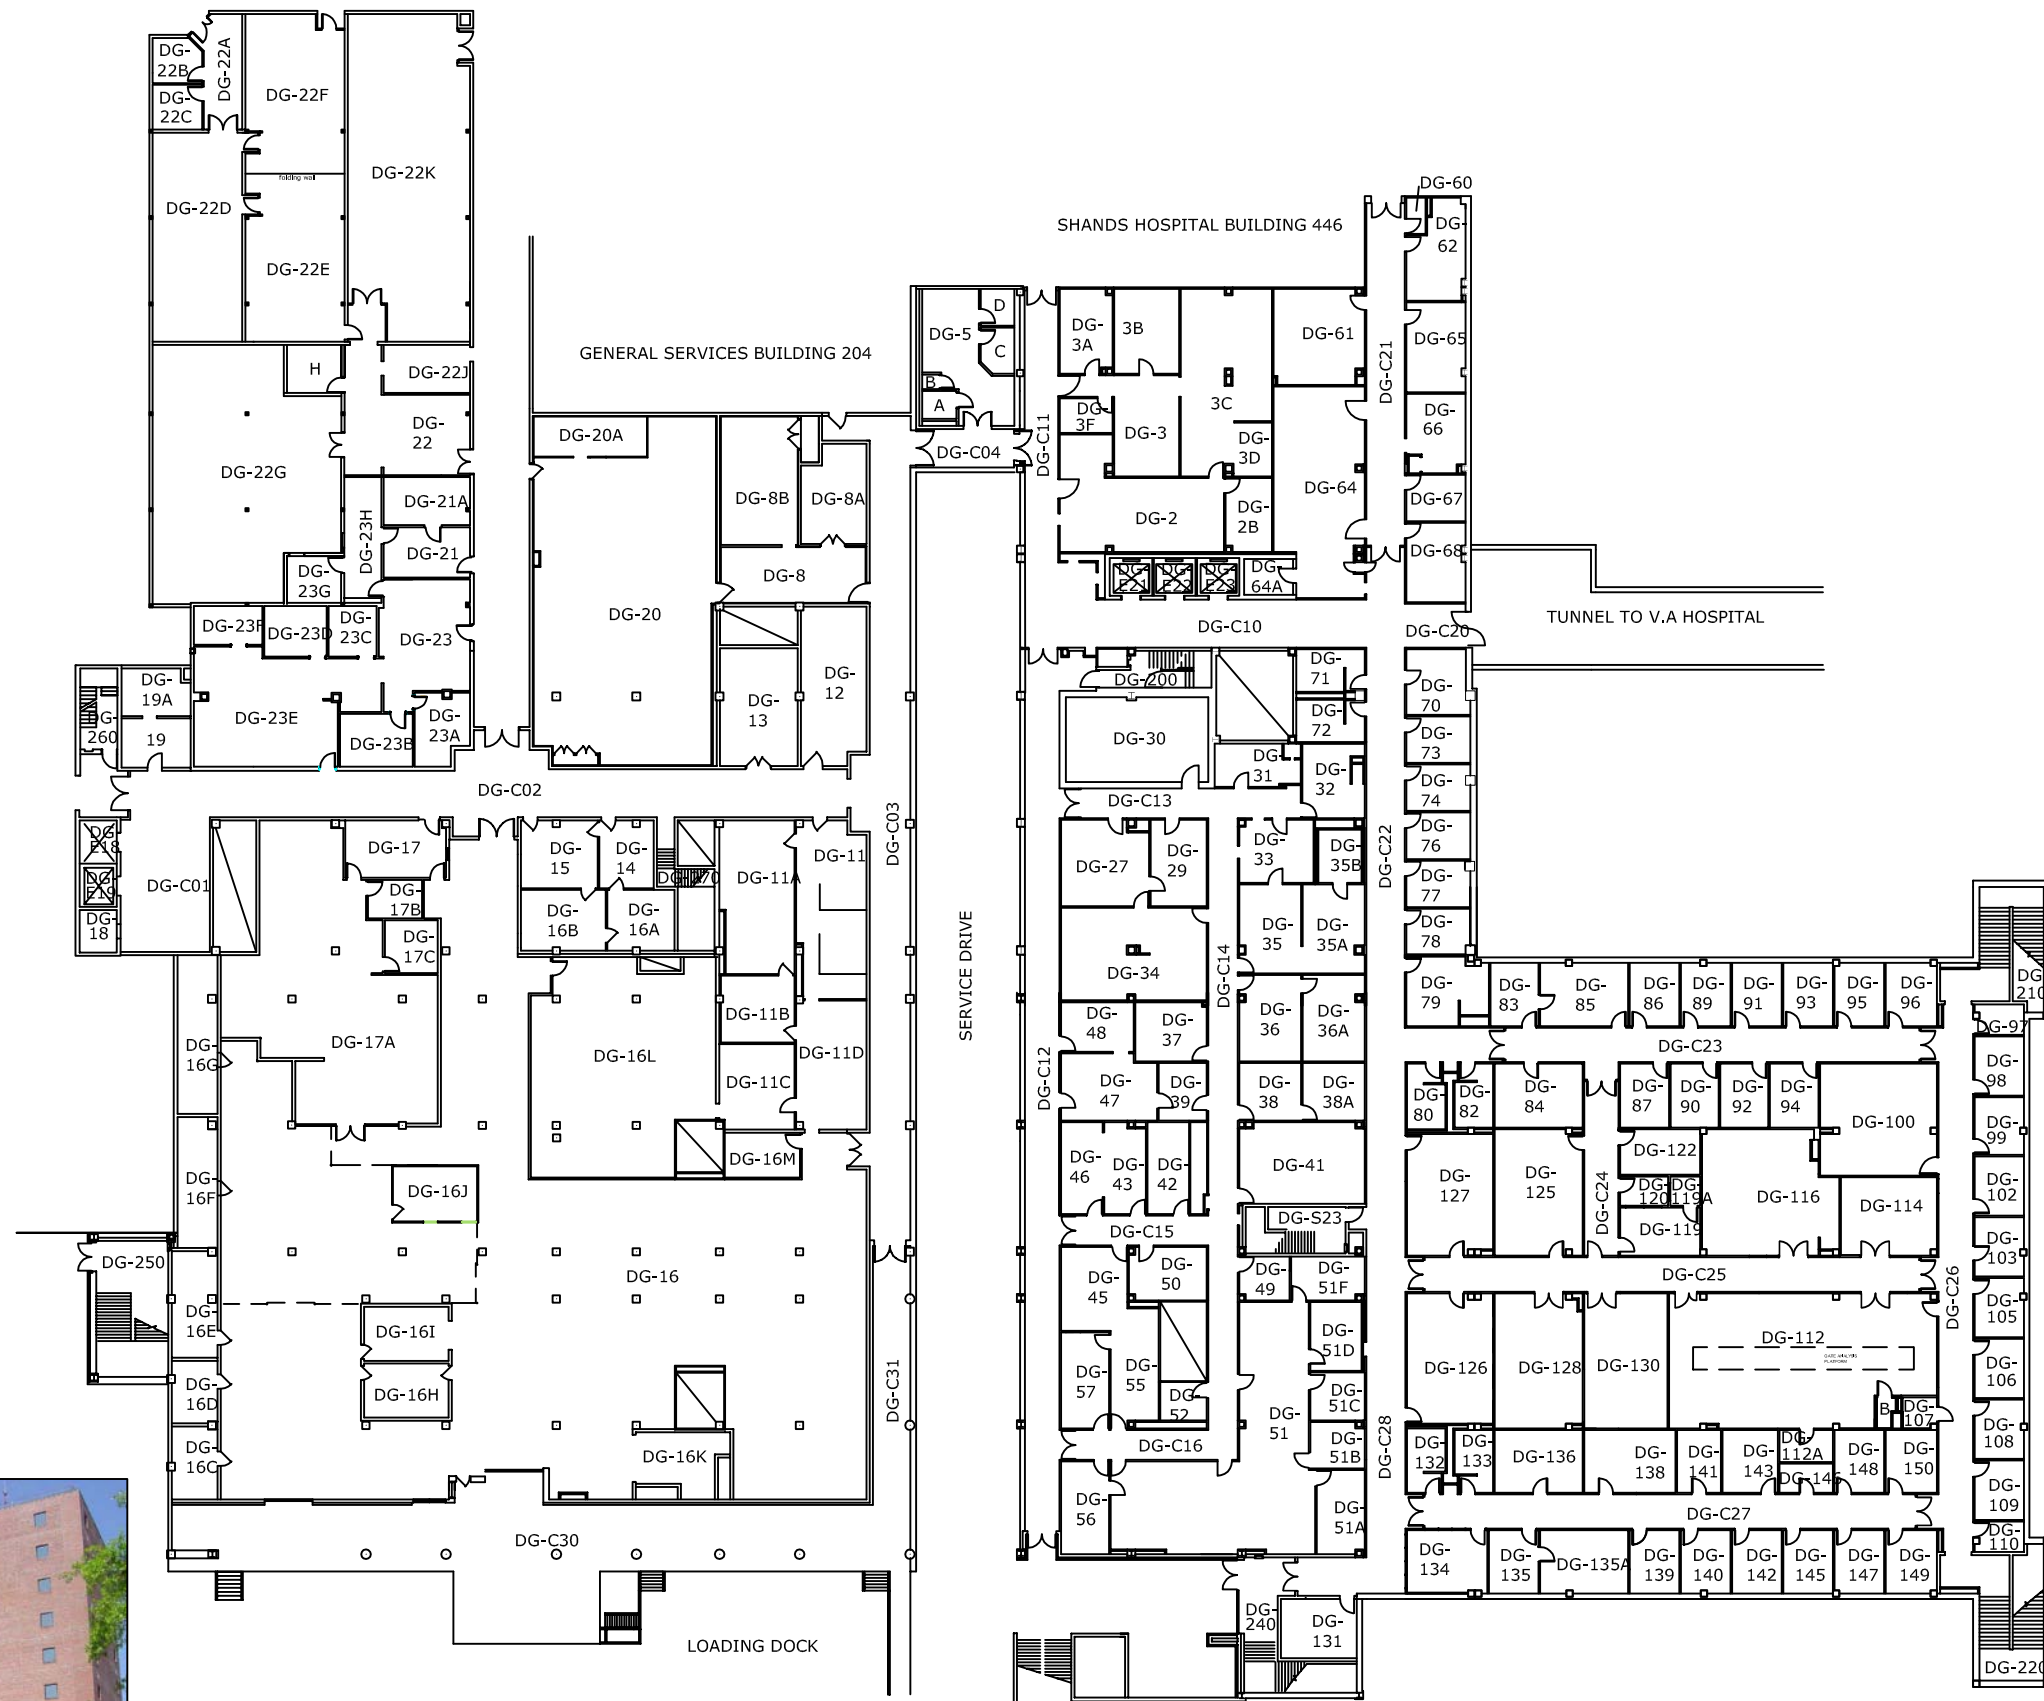 DG-
22B
DG-22A
DG-
22C
DG-22F
DG-22K
folding wall
DG-22D
DG-22E
H
DG-22J
DG-
22
DG-22G
DG-21A
DG-23H
DG-21
DG-
23G
DG-23F
DG-23D
DG-
23C
DG-23
DG-
19A
19
DG-
260
DG-23E
DG-23B
DG-
23A
GENERAL SERVICES BUILDING 204
DG-20A
DG-20
DG-8B
DG-8A
DG-8
DG-
12
DG-
13
DG-C02
DG-C03
DG-5
D
C
B
A
DG-C04
SHANDS HOSPITAL BUILDING 446
DG-C11
DG-
3A
3B
DG-
3F
DG-3
3C
DG-
3D
DG-61
DG-64
DG-2
DG-
2B
DG-
E21
DG-
E22
DG-
E23
DG-
64A
DG-C21
DG-60
DG-
62
DG-65
DG-
66
DG-67
DG-68
DG-C10
DG-C20
TUNNEL TO V.A HOSPITAL
DG-200
DG-30
DG-
31
DG-
71
DG-
72
DG-
32
DG-
70
DG-
73
DG-
74
DG-
76
DG-
77
DG-
78
DG-
79
DG-C13
DG-C22
DG-27
DG-
29
DG-
33
DG-
35B
DG-
35
DG-
35A
DG-34
DG-C14
DG-
48
DG-
37
DG-
36
DG-
36A
DG-
47
DG-
39
DG-
38
DG-
38A
DG-C12
DG-
46
DG-
43
DG-
42
DG-41
DG-C15
DG-S23
DG-
45
DG-
50
DG-
49
DG-
51F
DG-
51D
DG-
57
DG-
55
DG-
52
DG-
51
DG-
51C
DG-
51B
DG-C16
DG-
56
DG-
51A
DG-C28
DG-
240
DG-
131
SERVICE DRIVE
DG
E18
DG-
E19
DG-
18
DG-C01
DG-17
DG-
17B
DG-
17C
DG-17A
DG-
15
DG-
14
DG-
16B
DG-
16A
DG-270
DG-11A
DG-11
DG-11B
DG-11C
DG-11D
DG-16L
DG-16M
DG-
16G
DG-
16F
DG-16J
DG-16
DG-250
DG-
16E
DG-16I
DG-16H
DG-
16D
DG-
16C
DG-16K
DG-C31
DG-C30
LOADING DOCK
DG-
83
DG-
85
DG-
86
DG-
89
DG-
91
DG-
93
DG-
95
DG-
96
DG-
210
DG-97
DG-C23
DG-
98
DG-
80
DG-
82
DG-
84
DG-
87
DG-
90
DG-
92
DG-
94
DG-100
DG-
99
DG-
127
DG-
125
DG-C24
DG-122
DG-
120
DG-
119A
DG-119
DG-116
DG-114
DG-
102
DG-
103
DG-C25
DG-C26
DG-
105
DG-126
DG-128
DG-130
DG-112
GATE ANALYSIS
PLATFORM
DG-
106
B
DG-
107
DG-
108
DG-
132
DG-
133
DG-136
DG-
138
DG-
141
DG-
143
DG-
112A
DG-146
DG-
148
DG-
150
DG-
109
DG-C27
DG-
110
DG-
134
DG-
135
DG-135A
DG-
139
DG-
140
DG-
142
DG-
145
DG-
147
DG-
149
DG-220